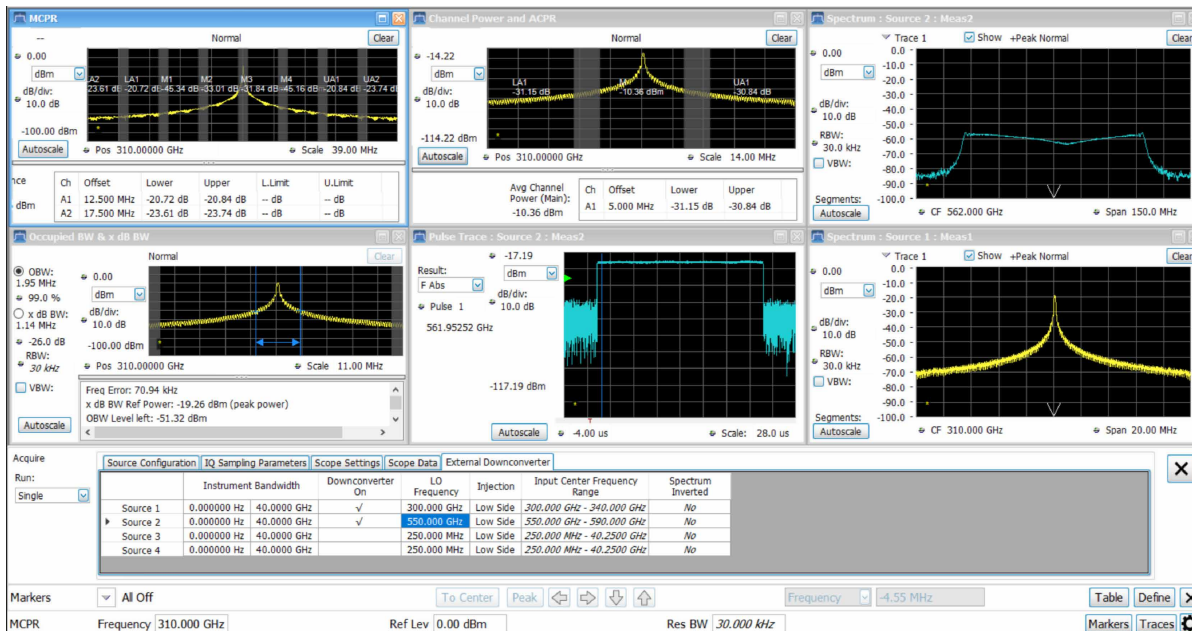 MCPR
--
Normal
Clear
0.00
dBm
dB/div:
10.0 dB
-100.00 dBm
LA2 LA1 M1 M2 M3 M4 UA1 UA2
23.61 dB -20.72 dB -45.34 dB -33.01 dB -31.84 dB -45.16 dB -20.84 dB -23.74 dB
Autoscale
Pos 310.00000 GHz
Scale 39.00 MHz
nce Ch Offset Lower Upper L.Limit U.Limit
dBm A1 12.500 MHz -20.72 dB -20.84 dB -- dB -- dB
A2 17.500 MHz -23.61 dB -23.74 dB -- dB -- dB
Channel Power and ACPR
Normal
Clear
-14.22
dBm
dB/div:
10.0 dB
-114.22 dBm
LA1 UA1
-31.15 dB -10.36 dBm -30.84 dB
Autoscale
Pos 310.00000 GHz
Scale 14.00 MHz
Avg Channel
Power (Main):
-10.36 dBm
Ch Offset Lower Upper
A1 5.000 MHz -31.15 dB -30.84 dB
Spectrum : Source 2 : Meas2
Trace 1 Show +Peak Normal
Clear
0.00
dBm
dB/div:
10.0 dB
RBW:
30.0 kHz
VBW:
0.0
-10.0
-20.0
-30.0
-40.0
-50.0
-60.0
-70.0
-80.0
-90.0
-100.0
Segments:
Autoscale
CF 562.000 GHz
Span 150.0 MHz
Occupied BW & x dB BW
Normal
Clear
OBW:
1.95 MHz
99.0 %
x dB BW:
1.14 MHz
-26.0 dB
RBW:
30 kHz
VBW:
0.00
dBm
dB/div:
10.0 dB
-100.00 dBm
Pos 310.00000 GHz
Scale 11.00 MHz
Freq Error: 70.94 kHz
x dB BW Ref Power: -19.26 dBm (peak power)
OBW Level left: -51.32 dBm
Autoscale
Pulse Trace : Source 2 : Meas2
Result:
F Abs
Pulse 1
561.95252 GHz
-17.19
dBm
dB/div:
10.0 dB
-117.19 dBm
Autoscale
-4.00 us
Scale: 28.0 us
Spectrum : Source 1 : Meas1
Trace 1 Show +Peak Normal
Clear
0.00
dBm
dB/div:
10.0 dB
RBW:
30.0 kHz
VBW:
0.0
-10.0
-20.0
-30.0
-40.0
-50.0
-60.0
-70.0
-80.0
-90.0
-100.0
Segments:
Autoscale
CF 310.000 GHz
Span 20.00 MHz
Acquire
Run:
Single
Source Configuration IQ Sampling Parameters Scope Settings Scope Data External Downconverter
Instrument Bandwidth Downconverter On LO Frequency Injection Input Center Frequency Range Spectrum Inverted
Source 1 0.000000 Hz 40.0000 GHz √ 300.000 GHz Low Side 300.000 GHz - 340.000 GHz No
Source 2 0.000000 Hz 40.0000 GHz √ 550.000 GHz Low Side 550.000 GHz - 590.000 GHz No
Source 3 0.000000 Hz 40.0000 GHz 250.000 MHz Low Side 250.000 MHz - 40.2500 GHz No
Source 4 0.000000 Hz 40.0000 GHz 250.000 MHz Low Side 250.000 MHz - 40.2500 GHz No
Markers All Off To Center Peak Frequency -4.55 MHz Table Define
MCPR Frequency 310.000 GHz Ref Lev 0.00 dBm Res BW 30.000 kHz Markers Traces